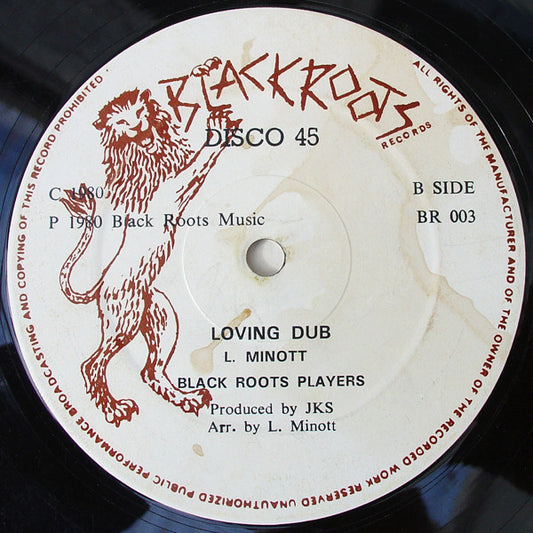 BLACKROOTS
RECORDS
DISCO 45
C 1980
P 1980 Black Roots Music
B SIDE
BR 003
LOVING DUB
L. MINOTT
BLACK ROOTS PLAYERS
Produced by JKS
Arr. by L. Minott
ALL RIGHTS OF THE MANUFACTURER AND OF THE OWNER OF THE RECORDED WORK RESERVED UNAUTHORIZED PUBLIC PERFORMANCE BROADCASTING AND COPYING OF THIS RECORD PROHIBITED